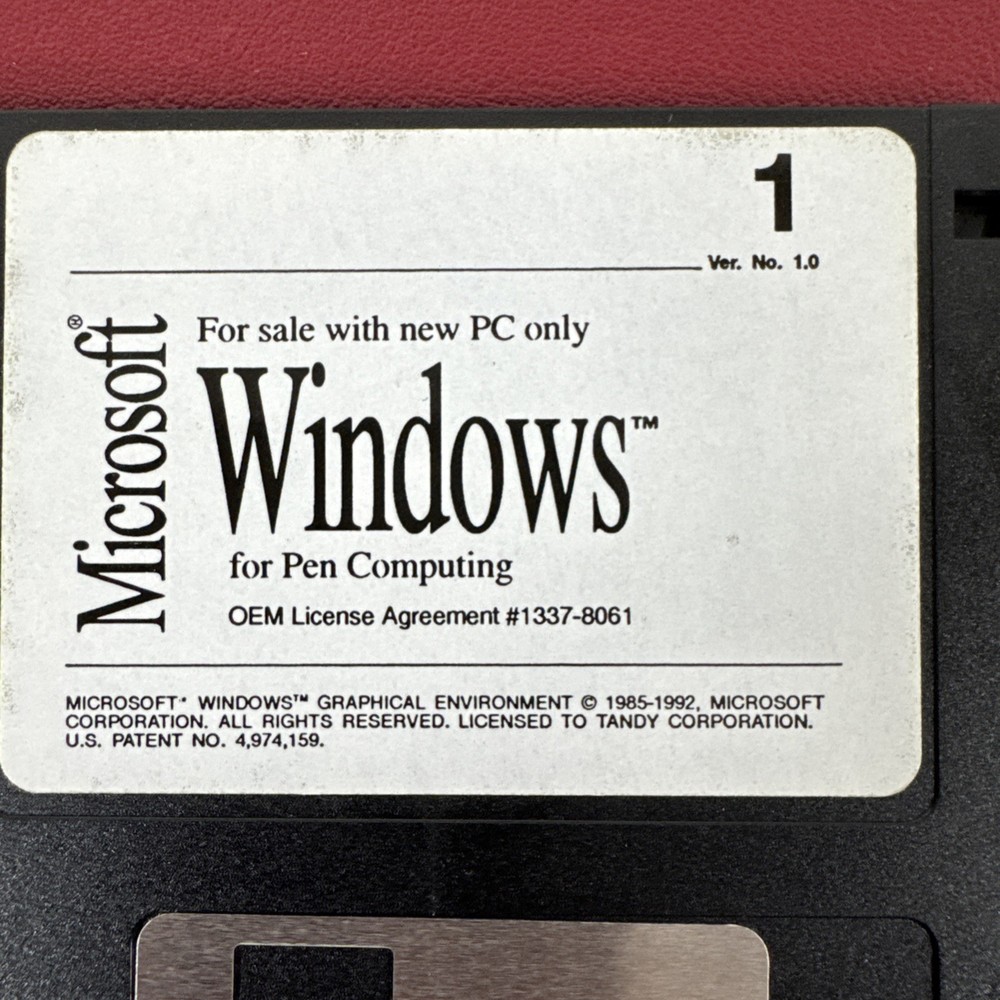 1
Ver. No. 1.0
Microsoft®
For sale with new PC only
Windows™
for Pen Computing
OEM License Agreement #1337-8061
MICROSOFT® WINDOWS™ GRAPHICAL ENVIRONMENT © 1985-1992, MICROSOFT
CORPORATION. ALL RIGHTS RESERVED. LICENSED TO TANDY CORPORATION.
U.S. PATENT NO. 4,974,159.